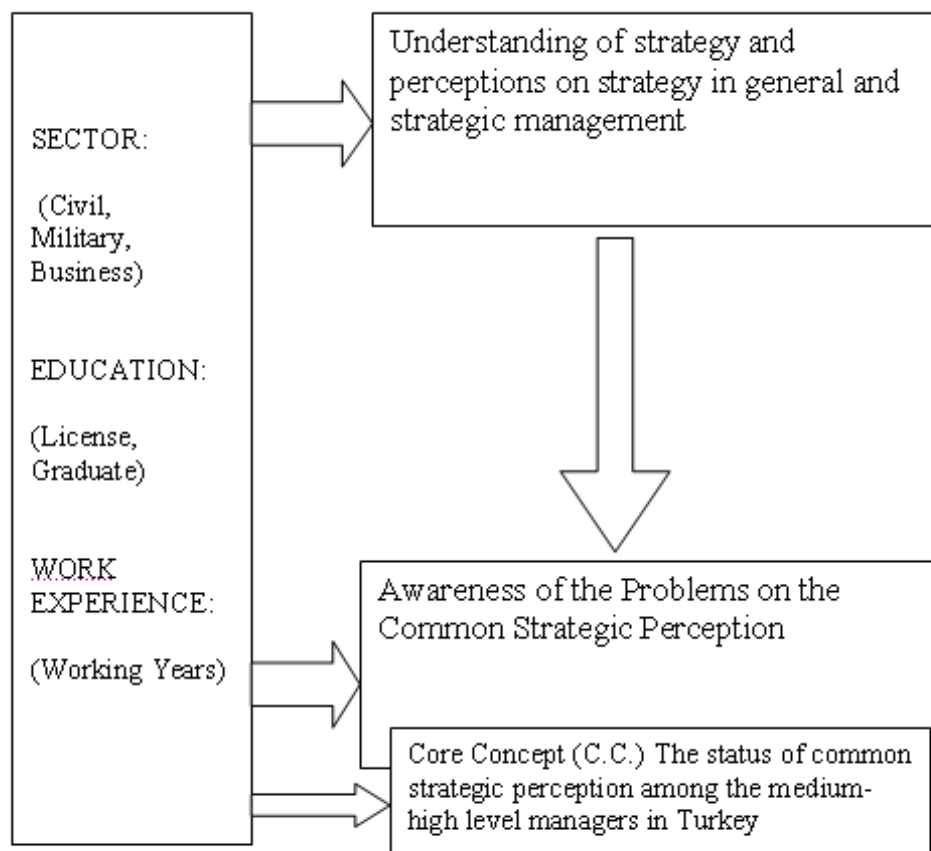 SECTOR:
(Civil,
Military,
Business)
EDUCATION:
(License,
Graduate)
WORK
EXPERIENCE:
(Working Years)
Understanding of strategy and
perceptions on strategy in general and
strategic management
Awareness of the Problems on the
Common Strategic Perception
Core Concept (C.C.) The status of common
strategic perception among the medium-
high level managers in Turkey